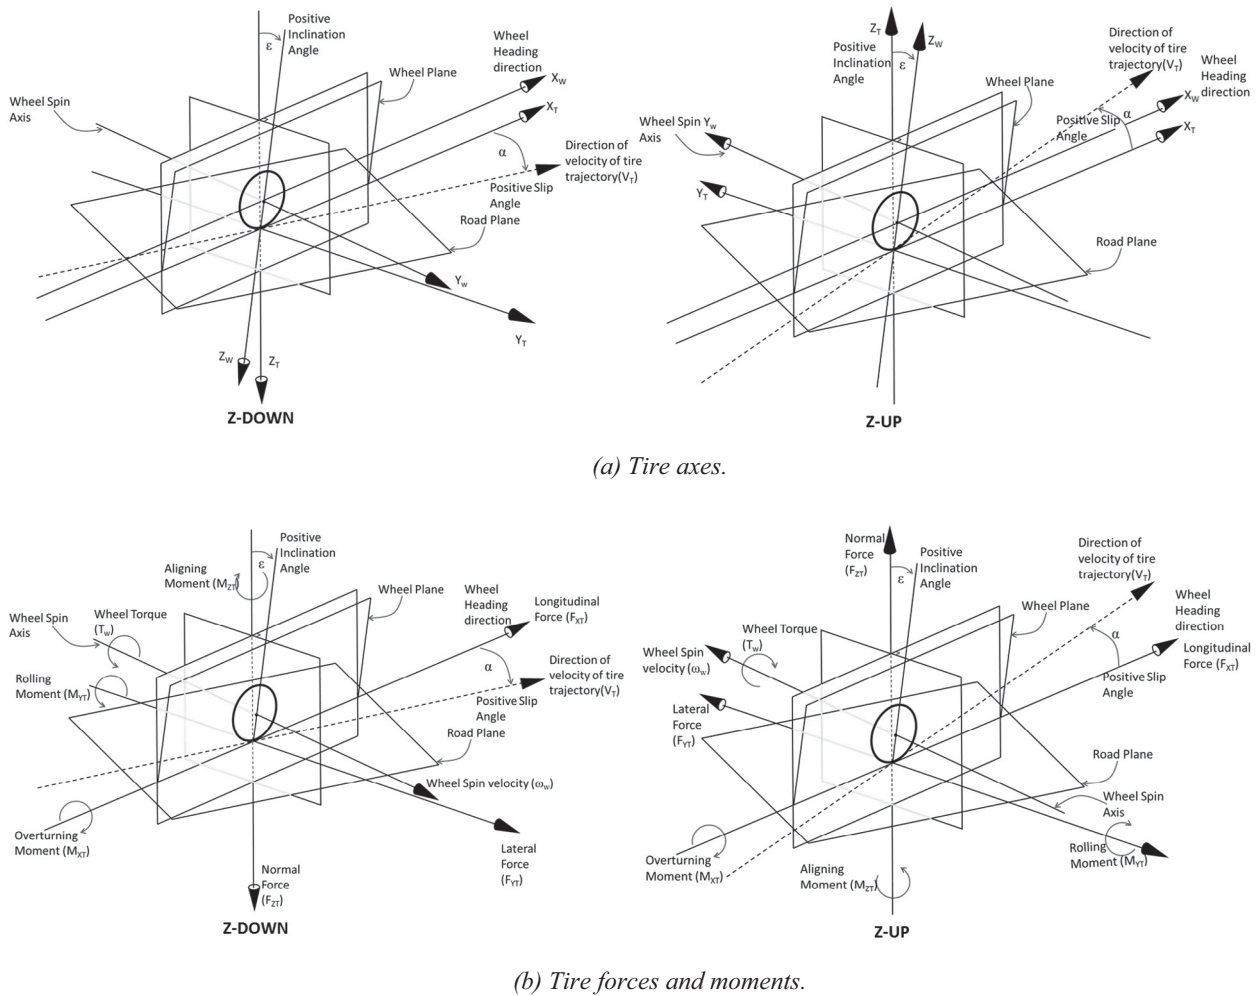 Positive
Inclination
Angle
ε
Wheel
Heading
direction
Wheel Plane
X_W
X_T
Wheel Spin
Axis
α
Direction of
velocity of tire
trajectory(V_T)
Positive Slip
Angle
Road Plane
Y_w
Y_T
Z_W
Z_T
Z-DOWN
Z_T
Z_W
Positive
Inclination
Angle
ε
Direction of
velocity of tire
trajectory(V_T)
Wheel
Heading
direction
Wheel Plane
X_W
α
Positive Slip
Angle
X_T
Wheel Spin Y_w
Axis
Y_T
Road Plane
Z-UP
(a) Tire axes.
Positive
Inclination
Angle
ε
Aligning
Moment (M_ZT)
Wheel Plane
Wheel
Heading
direction
Longitudinal
Force (F_XT)
Wheel Spin
Axis
Wheel Torque
(T_w)
Rolling
Moment (M_YT)
α
Direction of
velocity of tire
trajectory(V_T)
Positive Slip
Angle
Road Plane
Wheel Spin velocity (ω_w)
Overturning
Moment (M_XT)
Lateral
Force
(F_YT)
Normal
Force
(F_ZT)
Z-DOWN
Normal
Force
(F_ZT)
Positive
Inclination
Angle
ε
Direction of
velocity of tire
trajectory(V_T)
Wheel Plane
Wheel
Heading
direction
Longitudinal
Force (F_XT)
α
Positive Slip
Angle
Wheel Torque
(T_w)
Wheel Spin
velocity (ω_w)
Lateral
Force
(F_YT)
Road Plane
Wheel Spin
Axis
Rolling
Moment (M_YT)
Overturning
Moment (M_XT)
Aligning
Moment (M_ZT)
Z-UP
(b) Tire forces and moments.